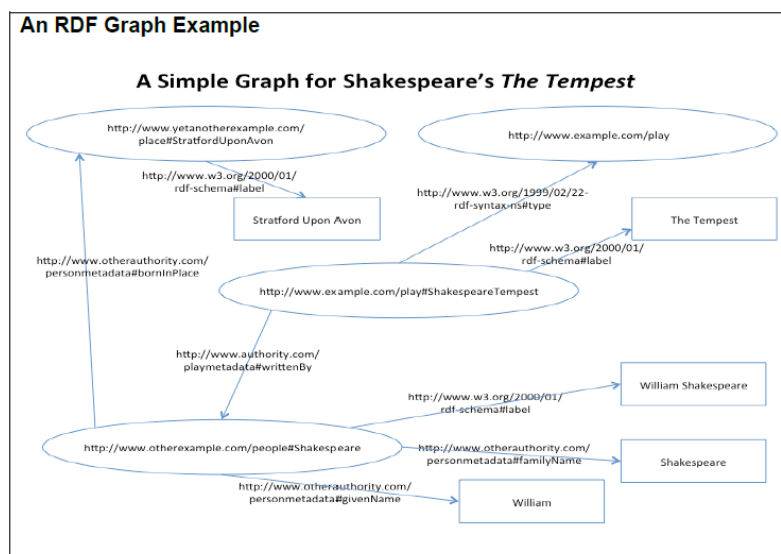 An RDF Graph Example
A Simple Graph for Shakespeare's The Tempest
http://www.yetanotherexample.com/
place#StratfordUponAvon
http://www.example.com/play
http://www.w3.org/2000/01/
rdf-schema#label
http://www.w3.org/1999/02/22-
rdf-syntax-ns#type
Stratford Upon Avon
The Tempest
http://www.w3.org/2000/01/
rdf-schema#label
http://www.otherauthority.com/
personmetadata#bornInPlace
http://www.example.com/play#ShakespeareTempest
http://www.authority.com/
playmetadata#writtenBy
William Shakespeare
http://www.w3.org/2000/01/
rdf-schema#label
http://www.otherexample.com/people#Shakespeare
http://www.otherauthority.com/
personmetadata#familyName
Shakespeare
http://www.otherauthority.com/
personmetadata#givenName
William